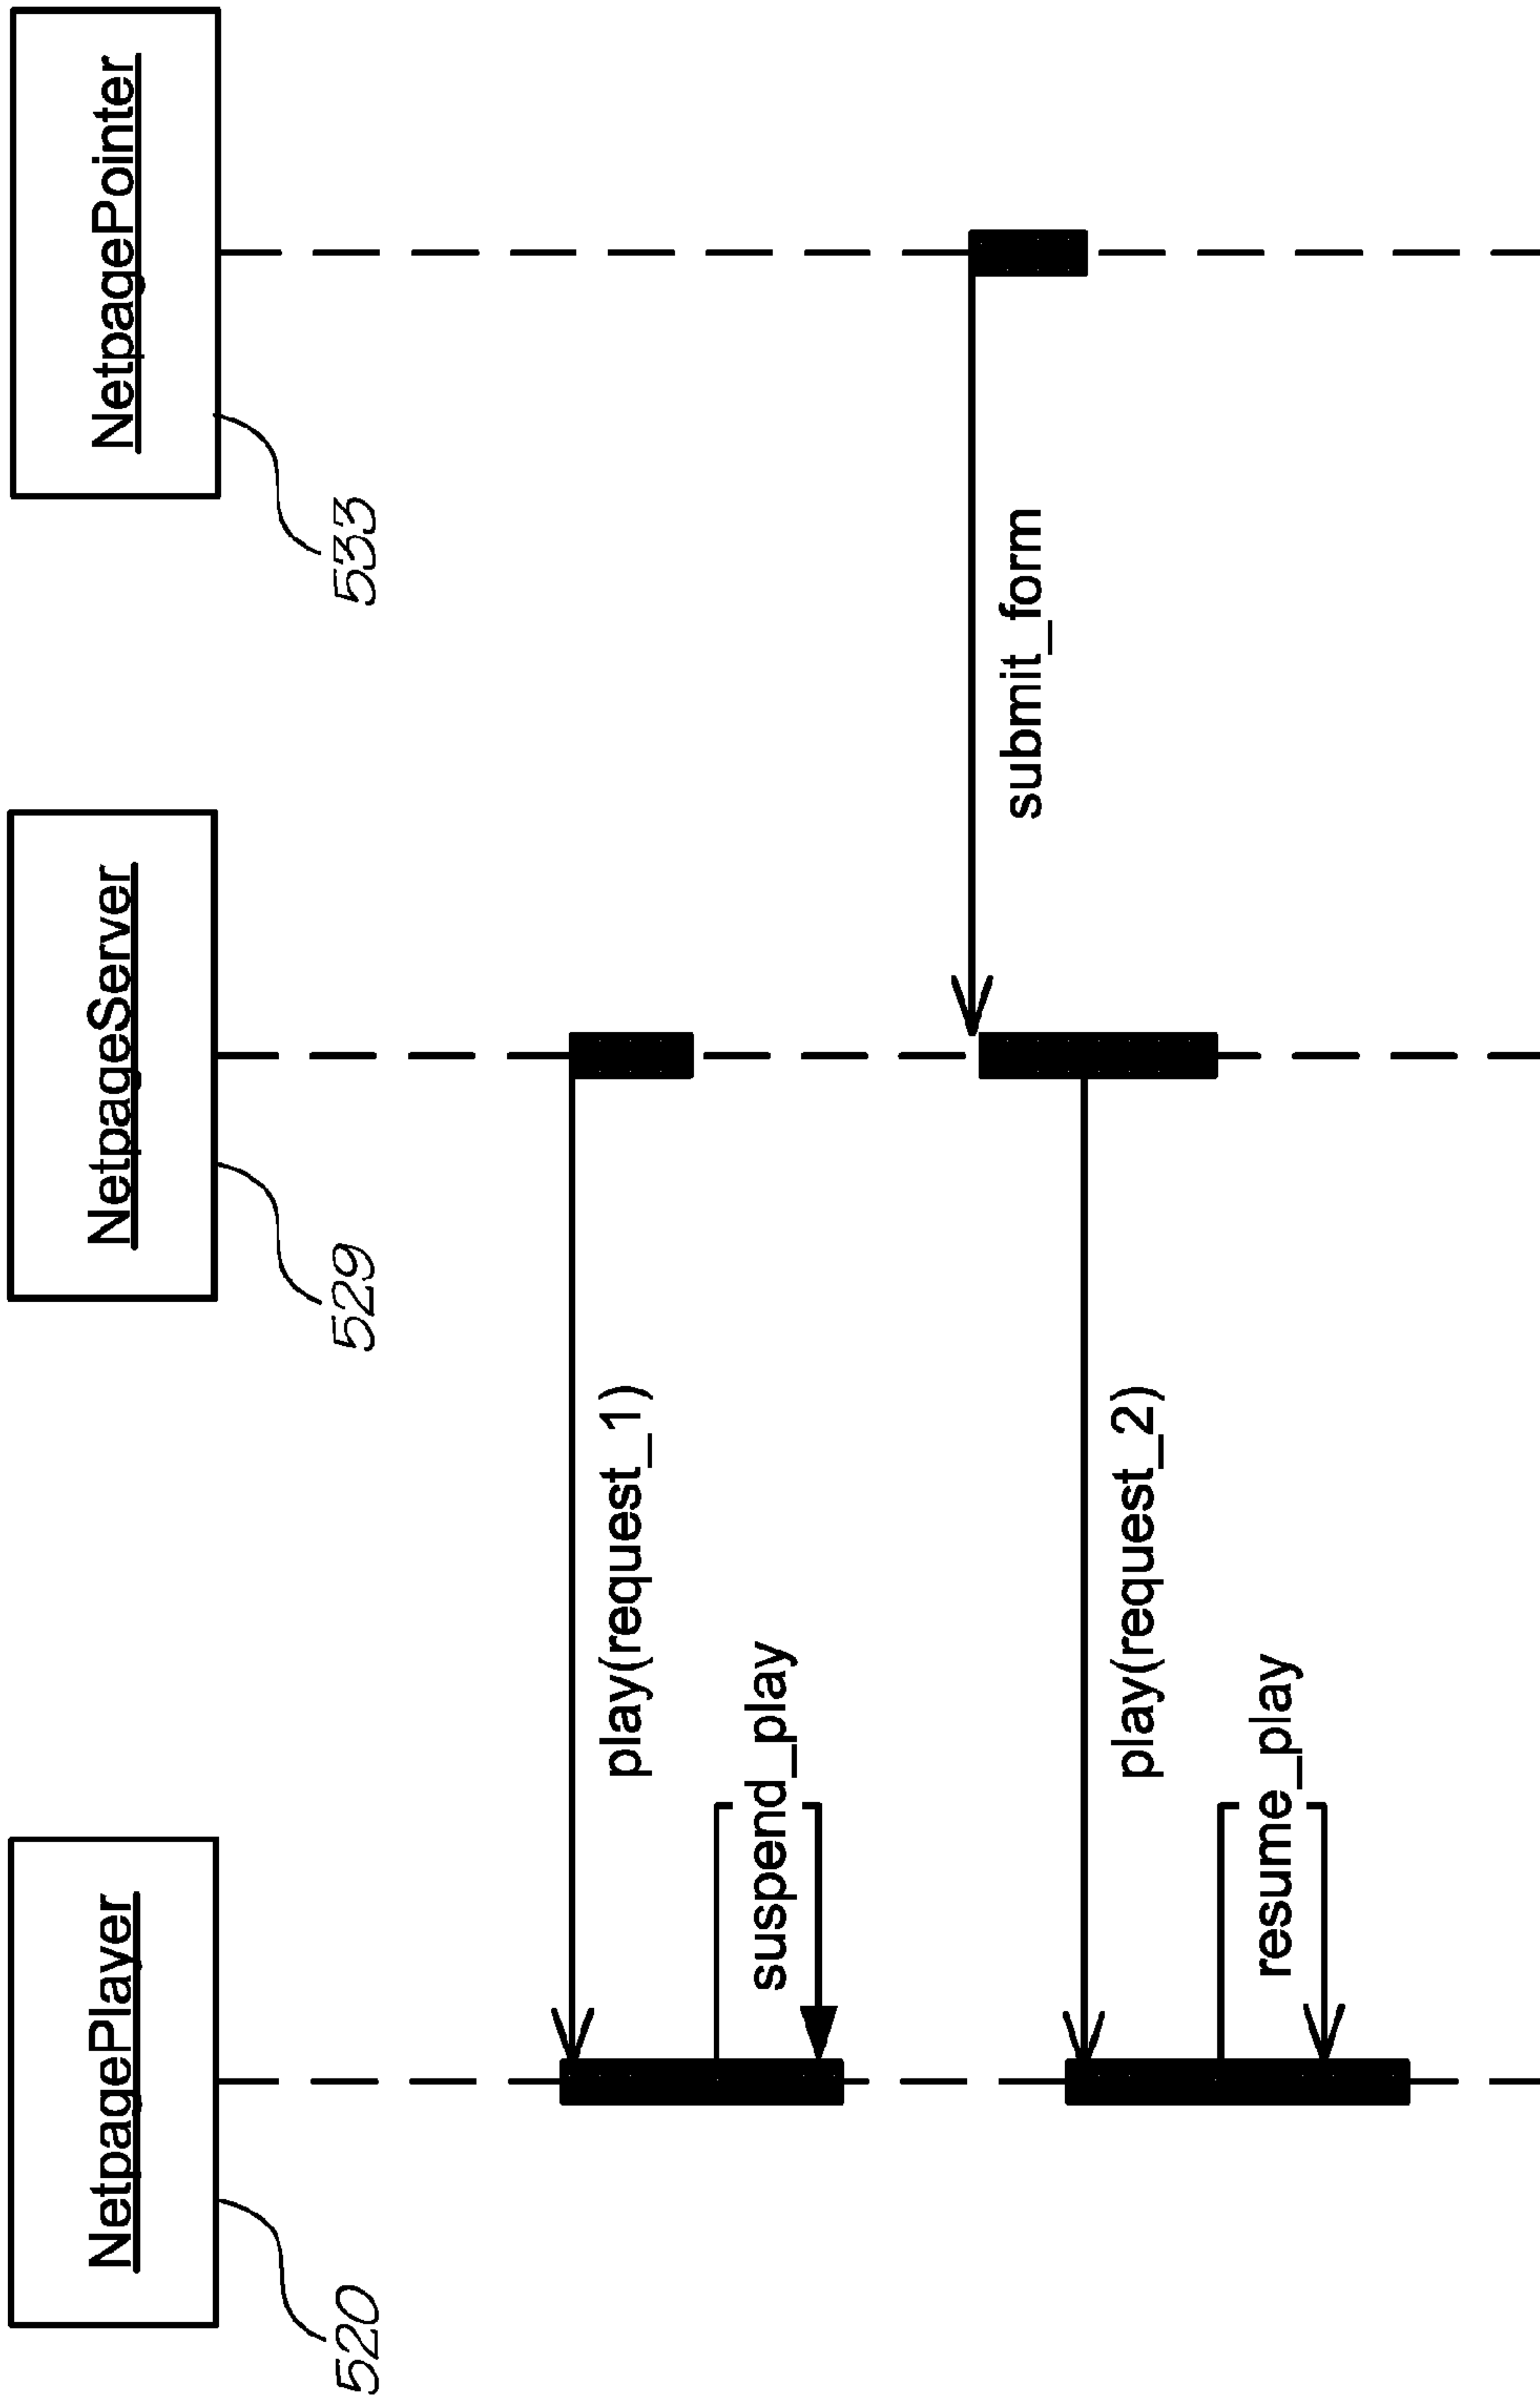 NetpagePlayer
NetpageServer
NetpagePointer
520
529
533
play(request_1)
suspend_play
submit_form
play(request_2)
resume_play